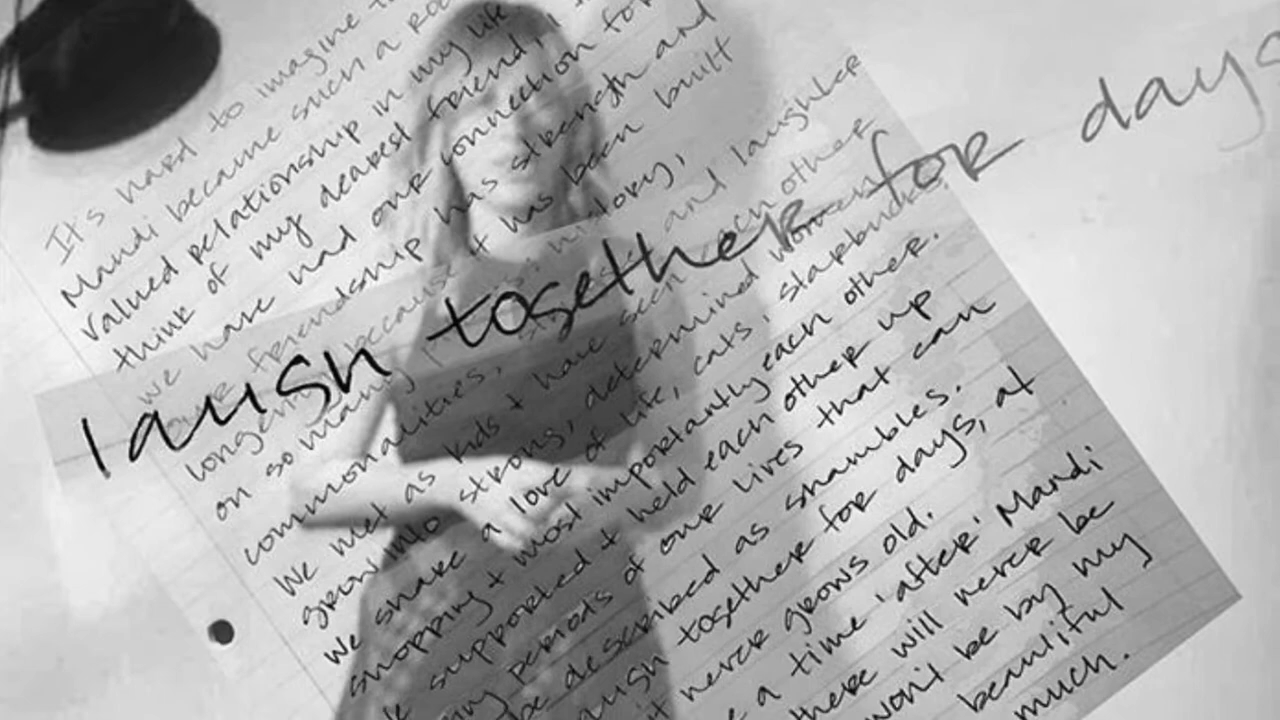 It's hard to imagine
Mandi became such a
valued relationship in my life
think of my dearest friend,
we have had our connection for
our friendship has strength and
longevity because it has been built
on so many history,
commonalities, and laughter
We met as kids + have seen each other
grow into strong, determined women.
We share a love of life, cats, starbucks,
shopping + most importantly each other.
supported + held each other up
periods of our lives that can
be described as shambles.
laugh together for days, at
never grows old.
a time 'after' Mandi
there will never be
won't be by my
beautiful
much.
laugh together for days